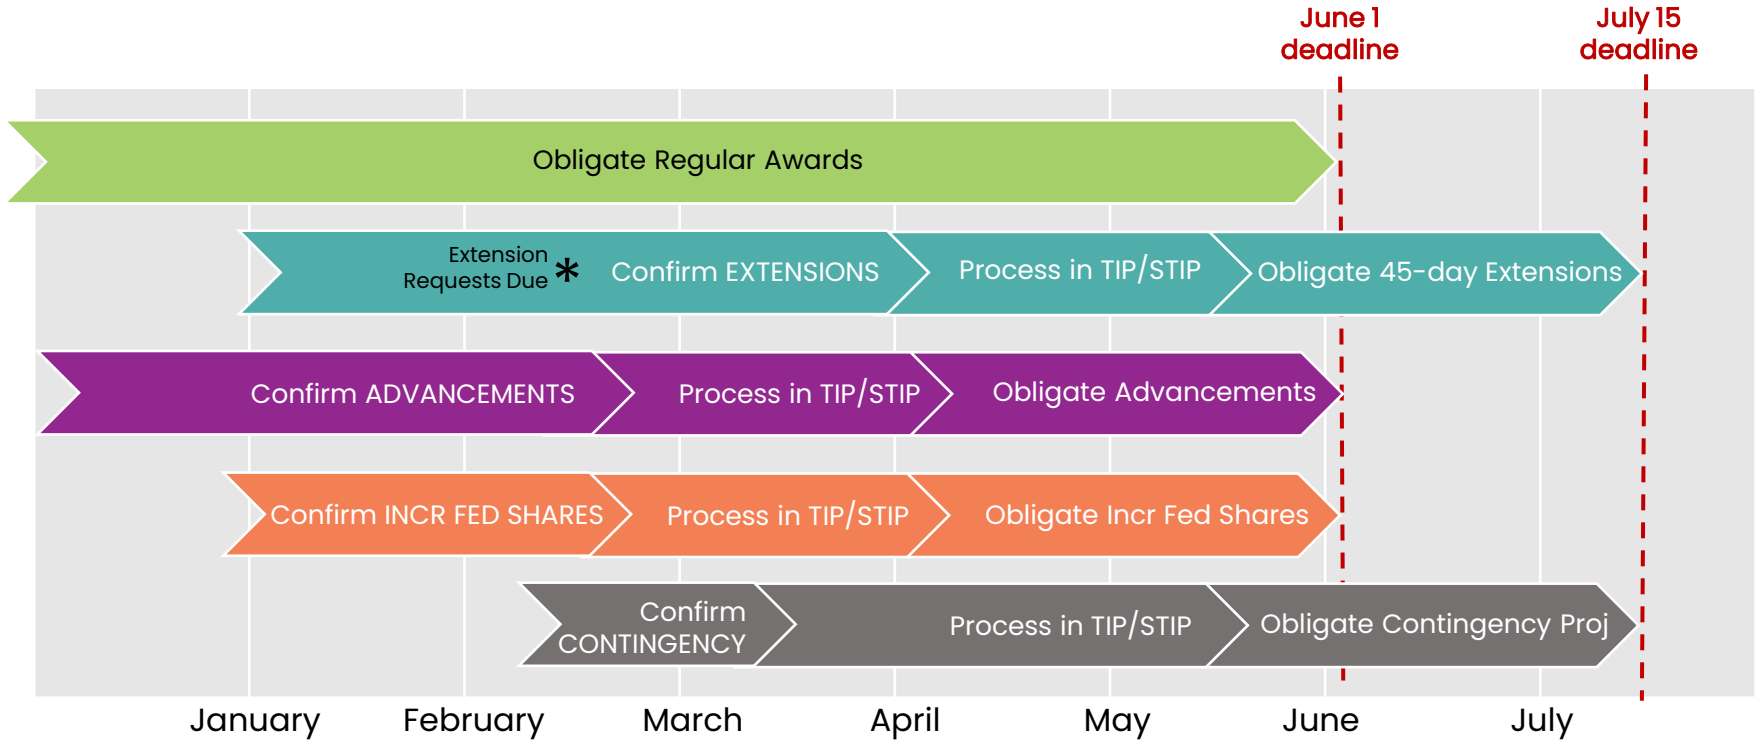 June 1
deadline
July 15
deadline
Obligate Regular Awards
Extension
Requests Due *
Confirm EXTENSIONS
Process in TIP/STIP
Obligate 45-day Extensions
Confirm ADVANCEMENTS
Process in TIP/STIP
Obligate Advancements
Confirm INCR FED SHARES
Process in TIP/STIP
Obligate Incr Fed Shares
Confirm
CONTINGENCY
Process in TIP/STIP
Obligate Contingency Proj
January
February
March
April
May
June
July